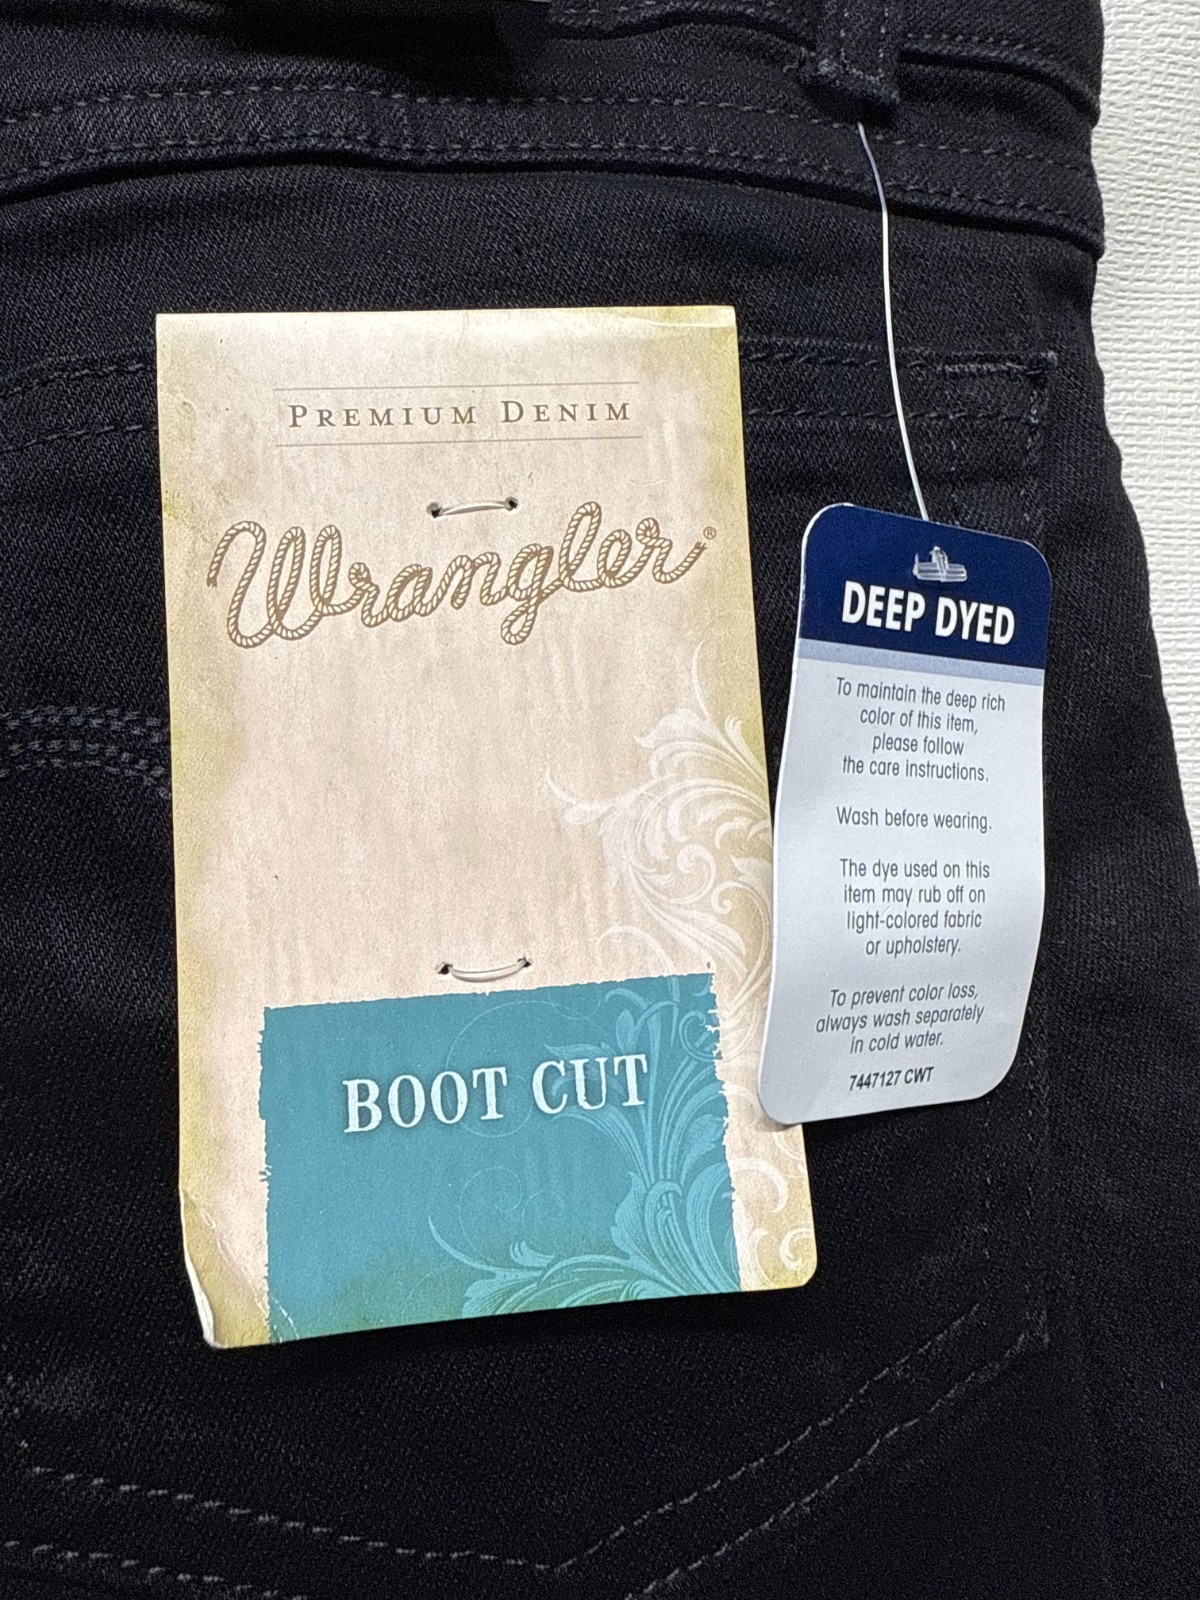 PREMIUM DENIM
Wrangler®
BOOT CUT
DEEP DYED
To maintain the deep rich
color of this item,
please follow
the care instructions.
Wash before wearing.
The dye used on this
item may rub off on
light-colored fabric
or upholstery.
To prevent color loss,
always wash separately
in cold water.
7447127 CWT